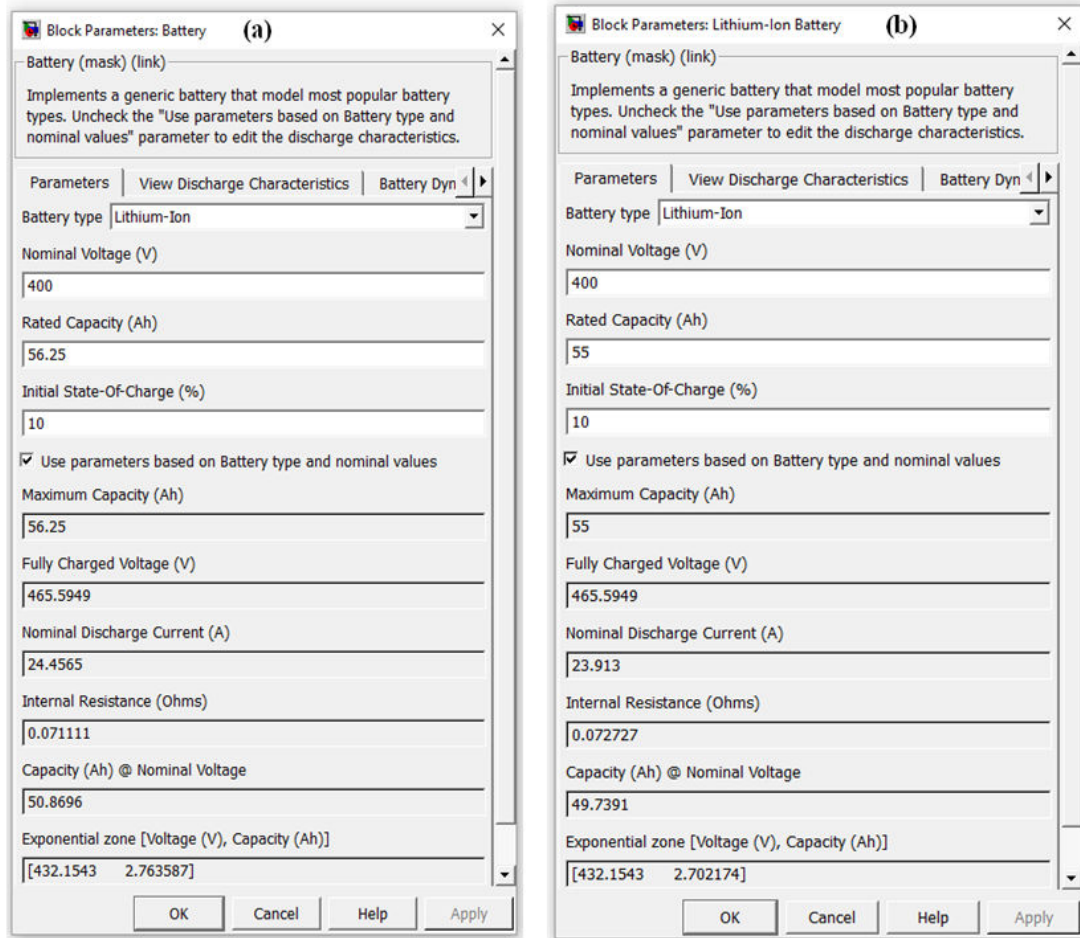 Block Parameters: Battery (a)
Battery (mask) (link)
Implements a generic battery that model most popular battery
types. Uncheck the "Use parameters based on Battery type and
nominal values" parameter to edit the discharge characteristics.
Parameters View Discharge Characteristics Battery Dyn
Battery type Lithium-Ion
Nominal Voltage (V)
400
Rated Capacity (Ah)
56.25
Initial State-Of-Charge (%)
10
Use parameters based on Battery type and nominal values
Maximum Capacity (Ah)
56.25
Fully Charged Voltage (V)
465.5949
Nominal Discharge Current (A)
24.4565
Internal Resistance (Ohms)
0.071111
Capacity (Ah) @ Nominal Voltage
50.8696
Exponential zone [Voltage (V), Capacity (Ah)]
[432.1543 2.763587]
OK Cancel Help Apply
Block Parameters: Lithium-Ion Battery (b)
Battery (mask) (link)
Implements a generic battery that model most popular battery
types. Uncheck the "Use parameters based on Battery type and
nominal values" parameter to edit the discharge characteristics.
Parameters View Discharge Characteristics Battery Dyn
Battery type Lithium-Ion
Nominal Voltage (V)
400
Rated Capacity (Ah)
55
Initial State-Of-Charge (%)
10
Use parameters based on Battery type and nominal values
Maximum Capacity (Ah)
55
Fully Charged Voltage (V)
465.5949
Nominal Discharge Current (A)
23.913
Internal Resistance (Ohms)
0.072727
Capacity (Ah) @ Nominal Voltage
49.7391
Exponential zone [Voltage (V), Capacity (Ah)]
[432.1543 2.702174]
OK Cancel Help Apply